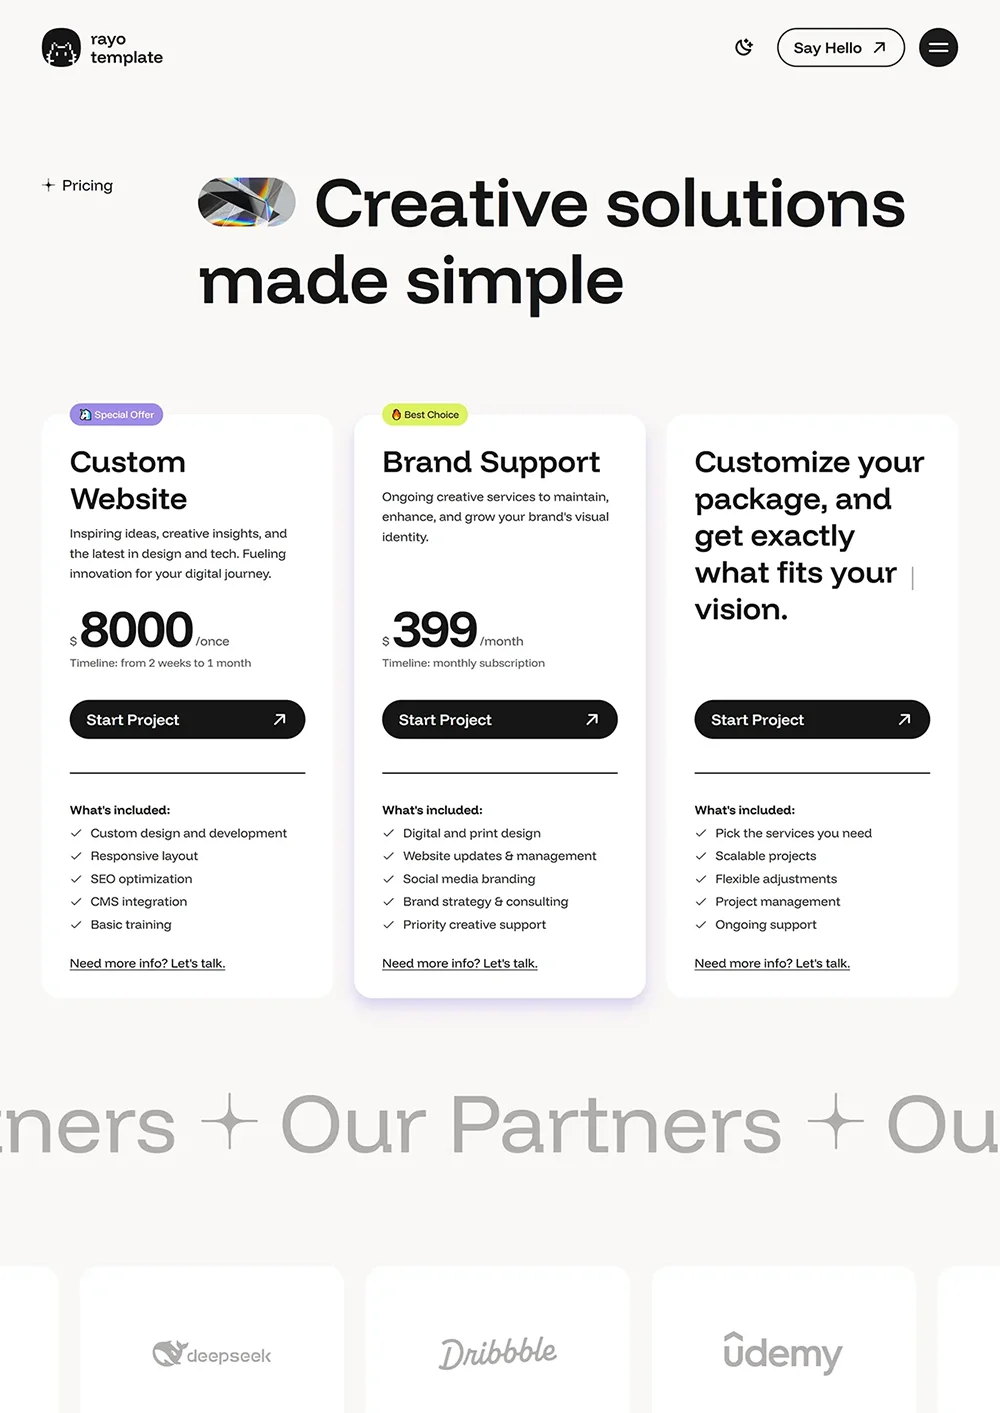 rayo
template
Say Hello
Pricing
Creative solutions
made simple
Special Offer
Custom
Website
Inspiring ideas, creative insights, and
the latest in design and tech. Fueling
innovation for your digital journey.
$ 8000 /once
Timeline: from 2 weeks to 1 month
Start Project
What's included:
Custom design and development
Responsive layout
SEO optimization
CMS integration
Basic training
Need more info? Let's talk.
Best Choice
Brand Support
Ongoing creative services to maintain,
enhance, and grow your brand's visual
identity.
$ 399 /month
Timeline: monthly subscription
Start Project
What's included:
Digital and print design
Website updates & management
Social media branding
Brand strategy & consulting
Priority creative support
Need more info? Let's talk.
Customize your
package, and
get exactly
what fits your
vision.
Start Project
What's included:
Pick the services you need
Scalable projects
Flexible adjustments
Project management
Ongoing support
Need more info? Let's talk.
tners Our Partners Ou
deepseek
Dribbble
udemy